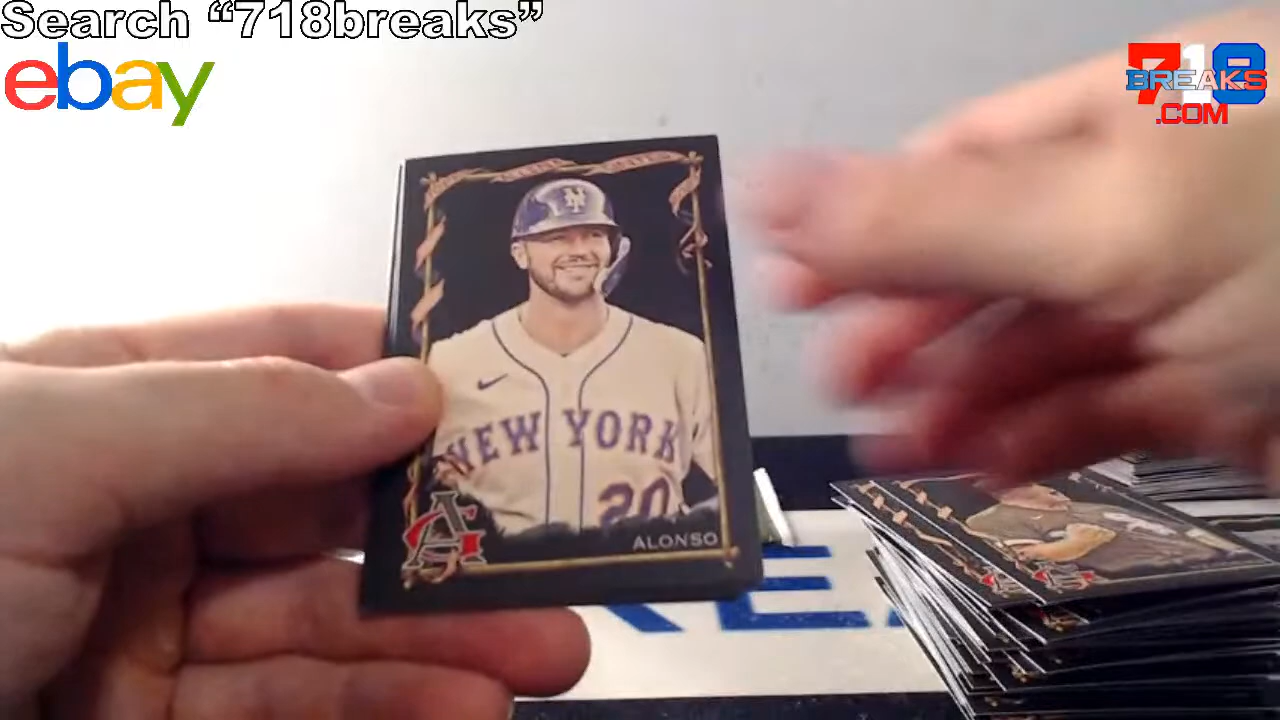 Search “718breaks”
ebay
718
BREAKS
.COM
NY
NEW YORK
20
ALONSO
A&G